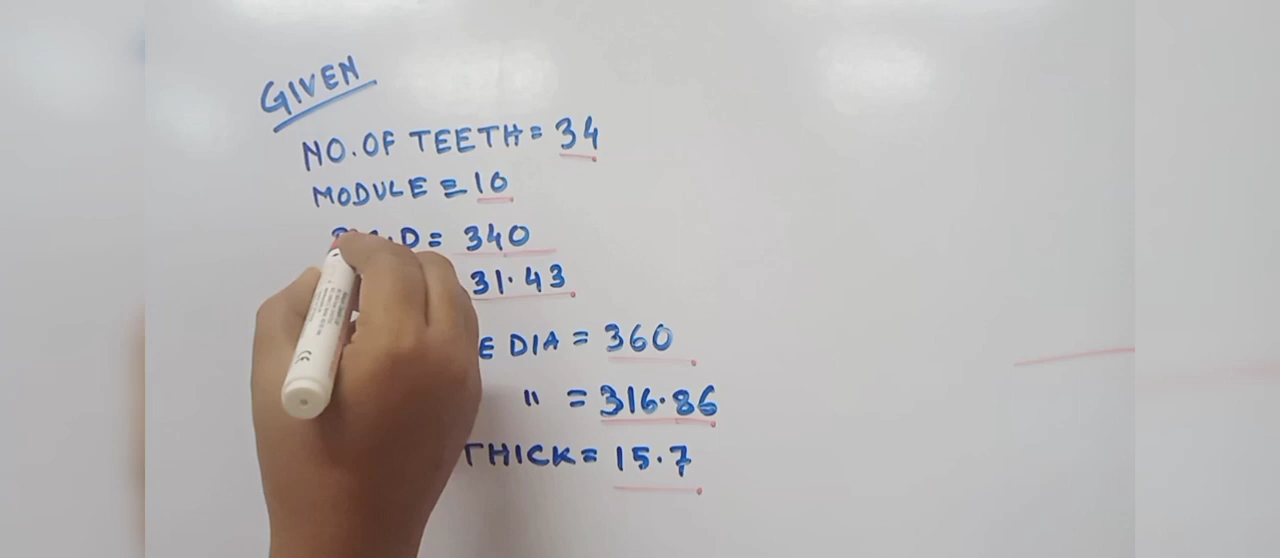 GIVEN
NO. OF TEETH = 34
MODULE = 10
D = 340
31.43
E DIA = 360
" = 316.86
THICK = 15.7